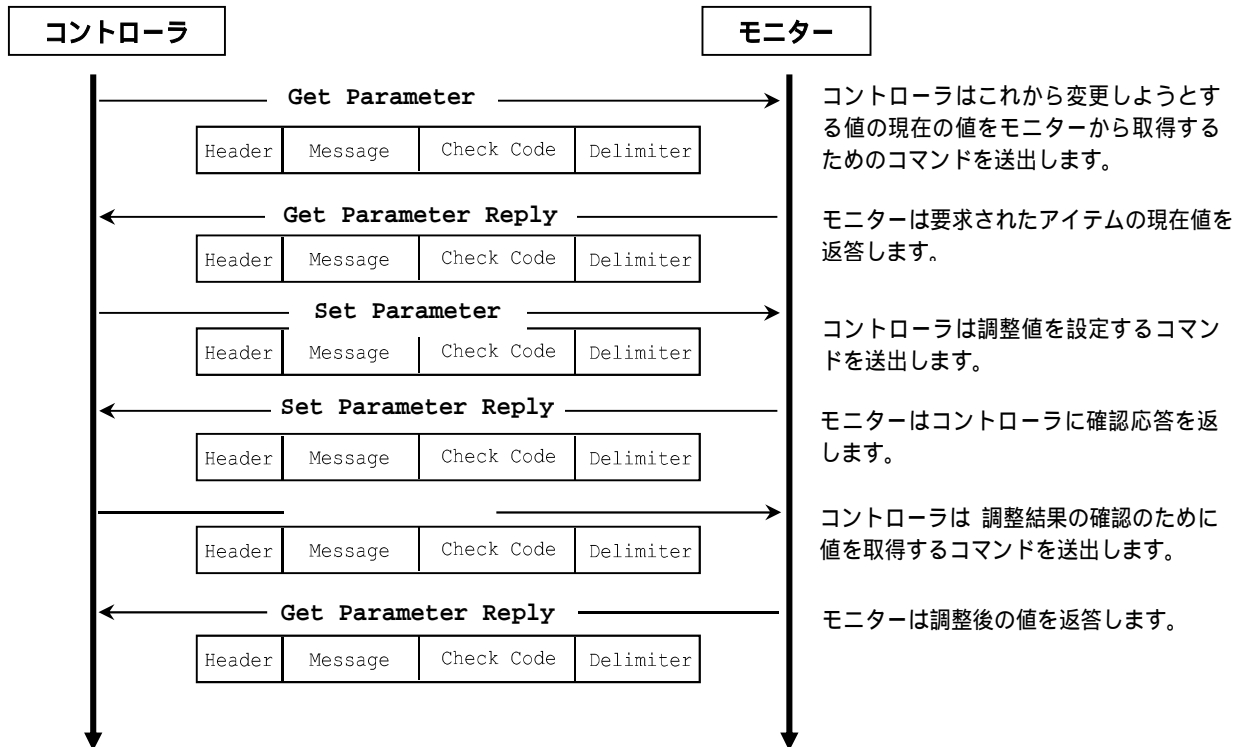 コントローラ
モニター
Get Parameter
Header Message Check Code Delimiter
コントローラはこれから変更しようとす
る値の現在の値をモニターから取得する
ためのコマンドを送出します。
Get Parameter Reply
Header Message Check Code Delimiter
モニターは要求されたアイテムの現在値を
返答します。
Set Parameter
Header Message Check Code Delimiter
コントローラは調整値を設定するコマン
ドを送出します。
Set Parameter Reply
Header Message Check Code Delimiter
モニターはコントローラに確認応答を返
します。
Header Message Check Code Delimiter
コントローラは 調整結果の確認のために
値を取得するコマンドを送出します。
Get Parameter Reply
Header Message Check Code Delimiter
モニターは調整後の値を返答します。